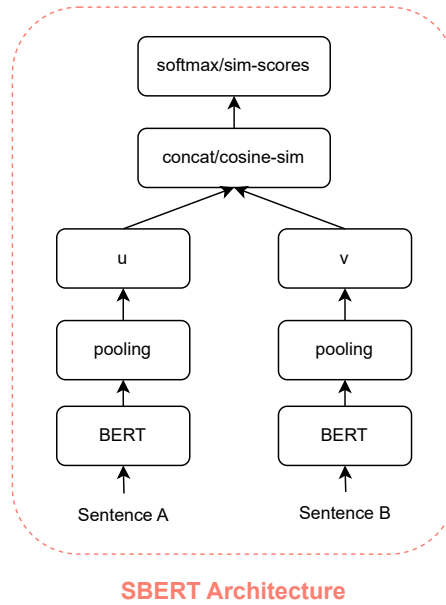 softmax/sim-scores
concat/cosine-sim
u
v
pooling
pooling
BERT
BERT
Sentence A
Sentence B
SBERT Architecture